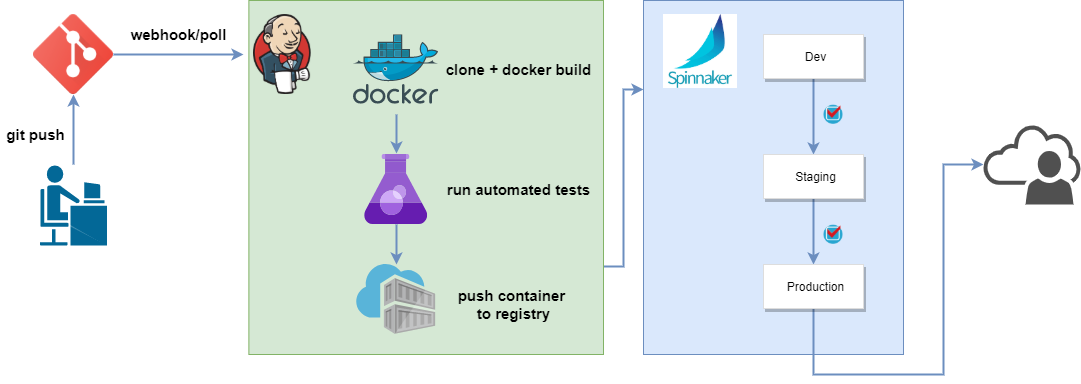 webhook/poll
git push
docker
clone + docker build
run automated tests
push container
to registry
Spinnaker
Dev
Staging
Production